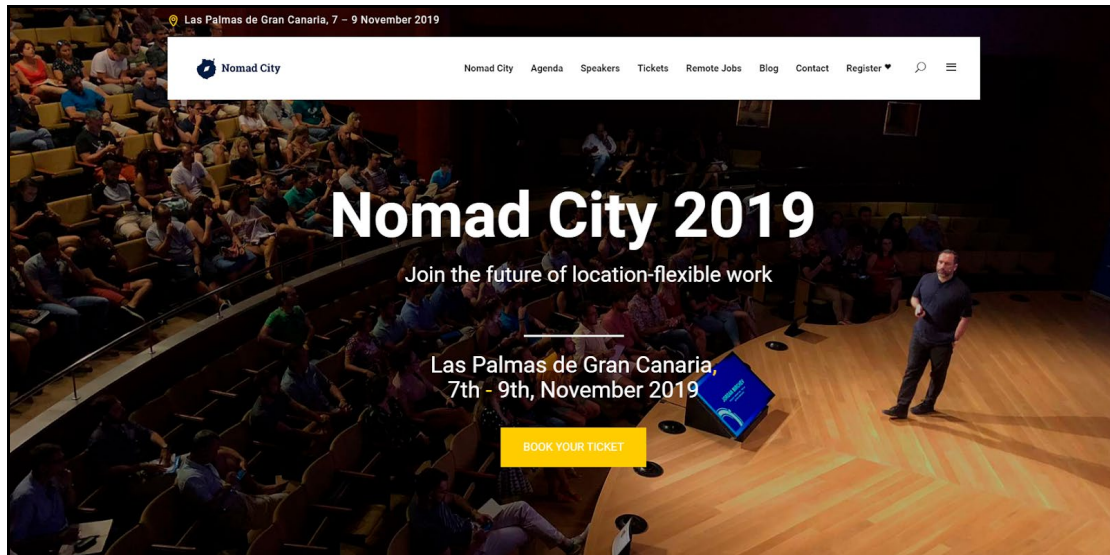 Las Palmas de Gran Canaria, 7 – 9 November 2019
Nomad City
Nomad City Agenda Speakers Tickets Remote Jobs Blog Contact Register ♥
Nomad City 2019
Join the future of location-flexible work
Las Palmas de Gran Canaria,
7th - 9th, November 2019
BOOK YOUR TICKET